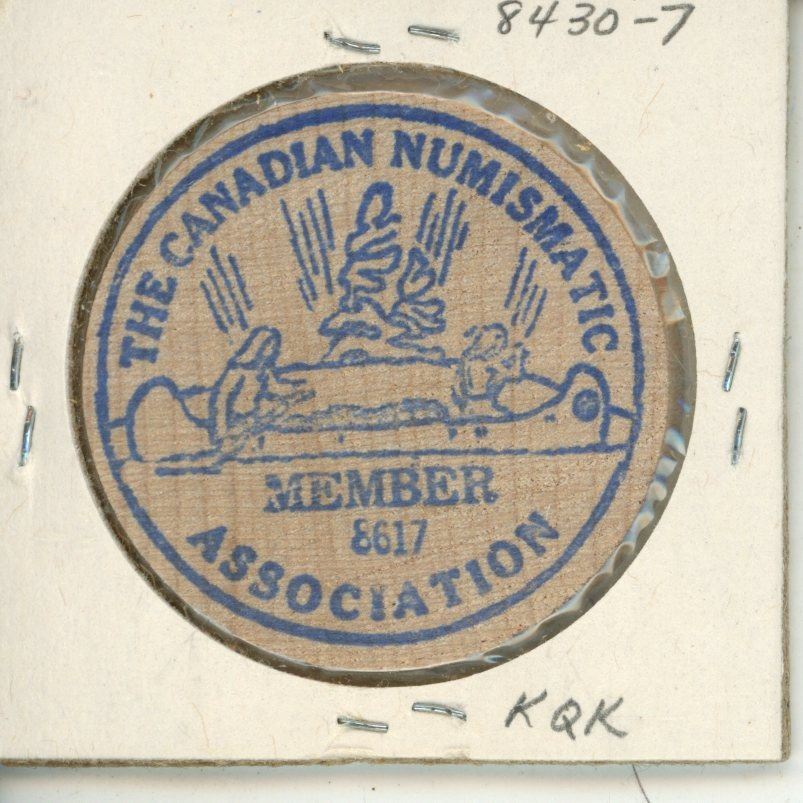 8430-7
THE CANADIAN NUMISMATIC
MEMBER
8617
ASSOCIATION
KQK